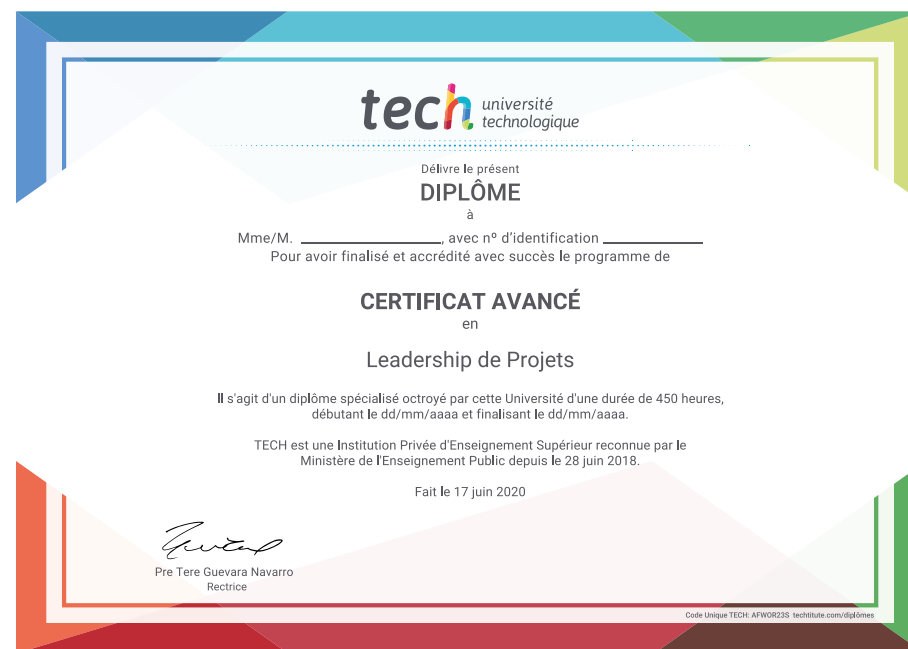 tech université
technologique
Délivre le présent
DIPLÔME
à
Mme/M. ____________________, avec nº d'identification ______________
Pour avoir finalisé et accrédité avec succès le programme de
CERTIFICAT AVANCÉ
en
Leadership de Projets
Il s'agit d'un diplôme spécialisé octroyé par cette Université d'une durée de 450 heures,
débutant le dd/mm/aaaa et finalisant le dd/mm/aaaa.
TECH est une Institution Privée d'Enseignement Supérieur reconnue par le
Ministère de l'Enseignement Public depuis le 28 juin 2018.
Fait le 17 juin 2020
Pre Tere Guevara Navarro
Rectrice
Code Unique TECH: AFWOR23S techtitute.com/diplômes